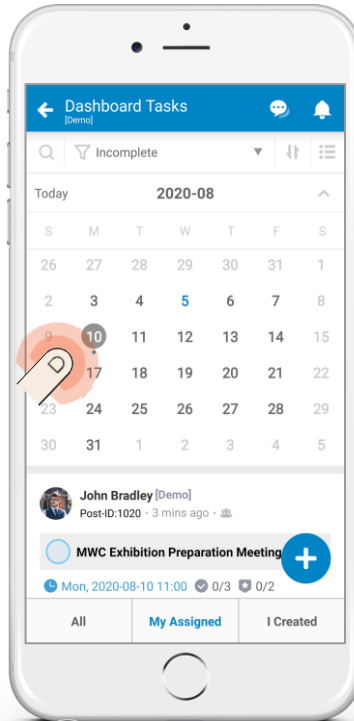 Dashboard Tasks
[Demo]
Incomplete
Today 2020-08
S M T W T F S
26 27 28 29 30 31 1
2 3 4 5 6 7 8
9 10 11 12 13 14 15
17 18 19 20 21 22
23 24 25 26 27 28 29
30 31 1 2 3 4 5
John Bradley [Demo]
Post-ID:1020 · 3 mins ago ·
MWC Exhibition Preparation Meeting
Mon, 2020-08-10 11:00 0/3 0/2
All My Assigned I Created